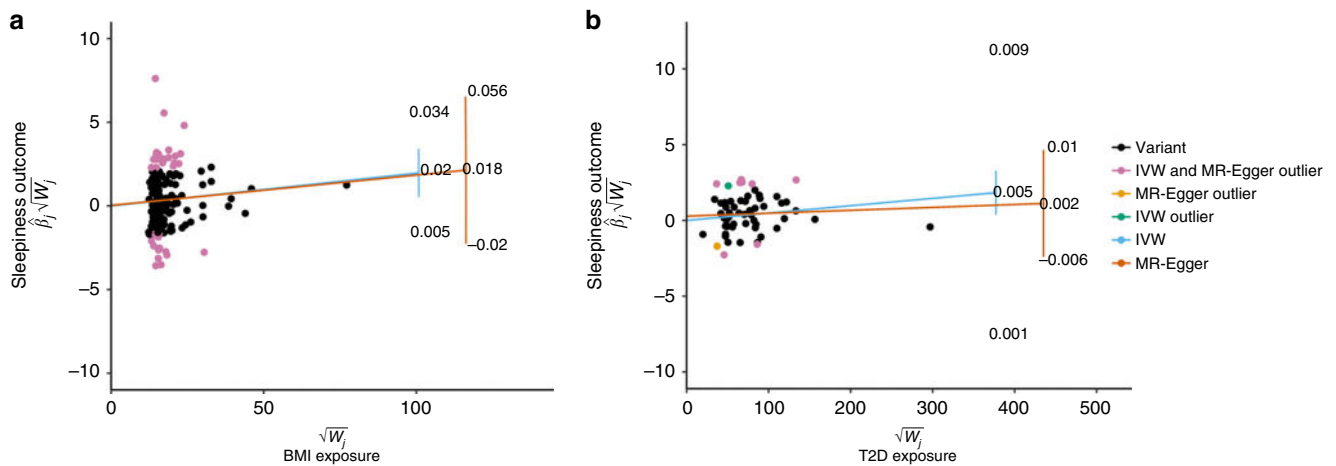 a
10
5
0
−5
−10
Sleepiness outcome
β̂j√Wj
0.056
0.034
0.02
0.018
0.005
−0.02
0
50
100
√Wj
BMI exposure
b
10
5
0
−5
−10
Sleepiness outcome
β̂j√Wj
0.009
0.01
0.005
0.002
−0.006
0.001
0
100
200
300
400
500
√Wj
T2D exposure
Variant
IVW and MR-Egger outlier
MR-Egger outlier
IVW outlier
IVW
MR-Egger